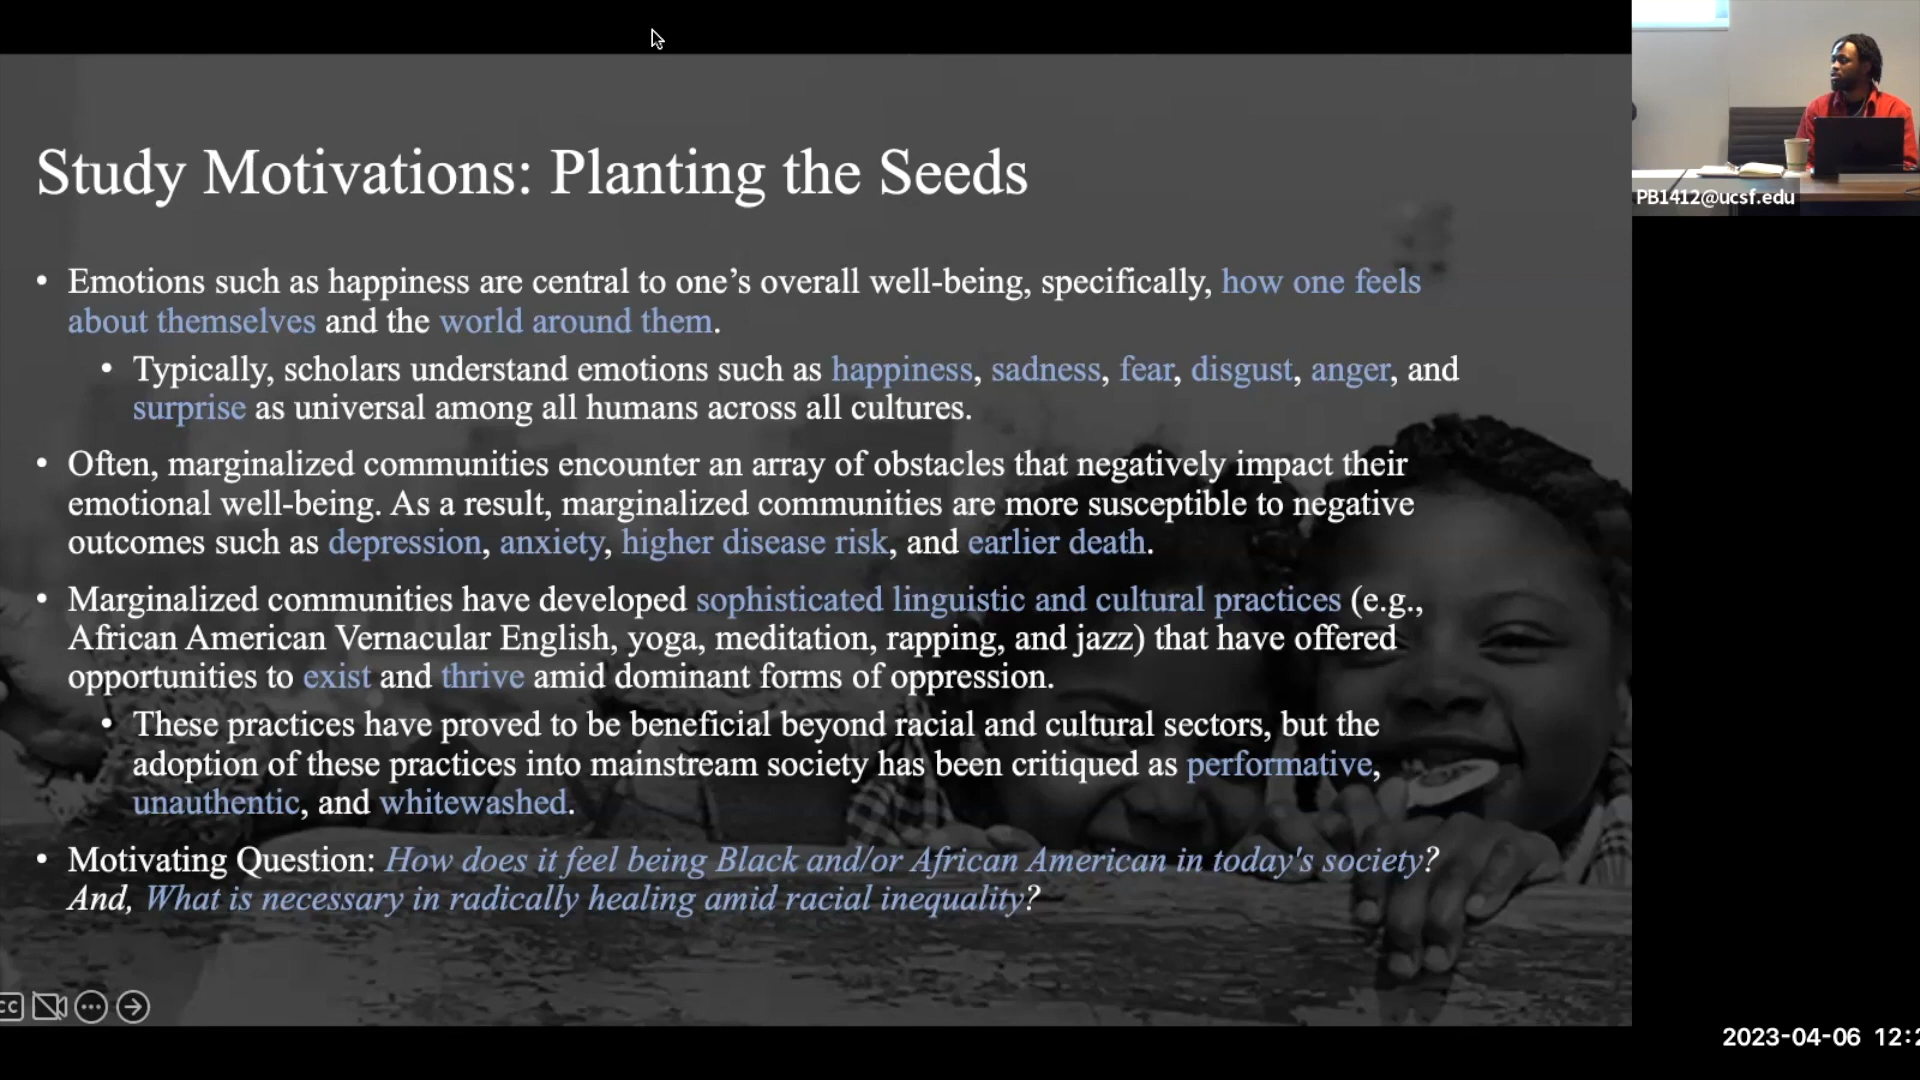 Study Motivations: Planting the Seeds
• Emotions such as happiness are central to one’s overall well-being, specifically, how one feels
about themselves and the world around them.
• Typically, scholars understand emotions such as happiness, sadness, fear, disgust, anger, and
surprise as universal among all humans across all cultures.
• Often, marginalized communities encounter an array of obstacles that negatively impact their
emotional well-being. As a result, marginalized communities are more susceptible to negative
outcomes such as depression, anxiety, higher disease risk, and earlier death.
• Marginalized communities have developed sophisticated linguistic and cultural practices (e.g.,
African American Vernacular English, yoga, meditation, rapping, and jazz) that have offered
opportunities to exist and thrive amid dominant forms of oppression.
• These practices have proved to be beneficial beyond racial and cultural sectors, but the
adoption of these practices into mainstream society has been critiqued as performative,
unauthentic, and whitewashed.
• Motivating Question: How does it feel being Black and/or African American in today's society?
And, What is necessary in radically healing amid racial inequality?
PB1412@ucsf.edu
CC
2023-04-06 12:2